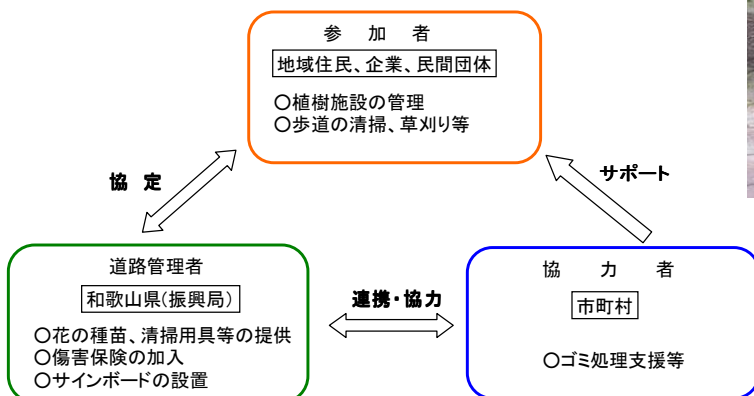 参 加 者
地域住民、企業、民間団体
○植樹施設の管理
○歩道の清掃、草刈り等
協 定
サポート
道路管理者
和歌山県(振興局)
○花の種苗、清掃用具等の提供
○傷害保険の加入
○サインボードの設置
連携・協力
協 力 者
市町村
○ゴミ処理支援等